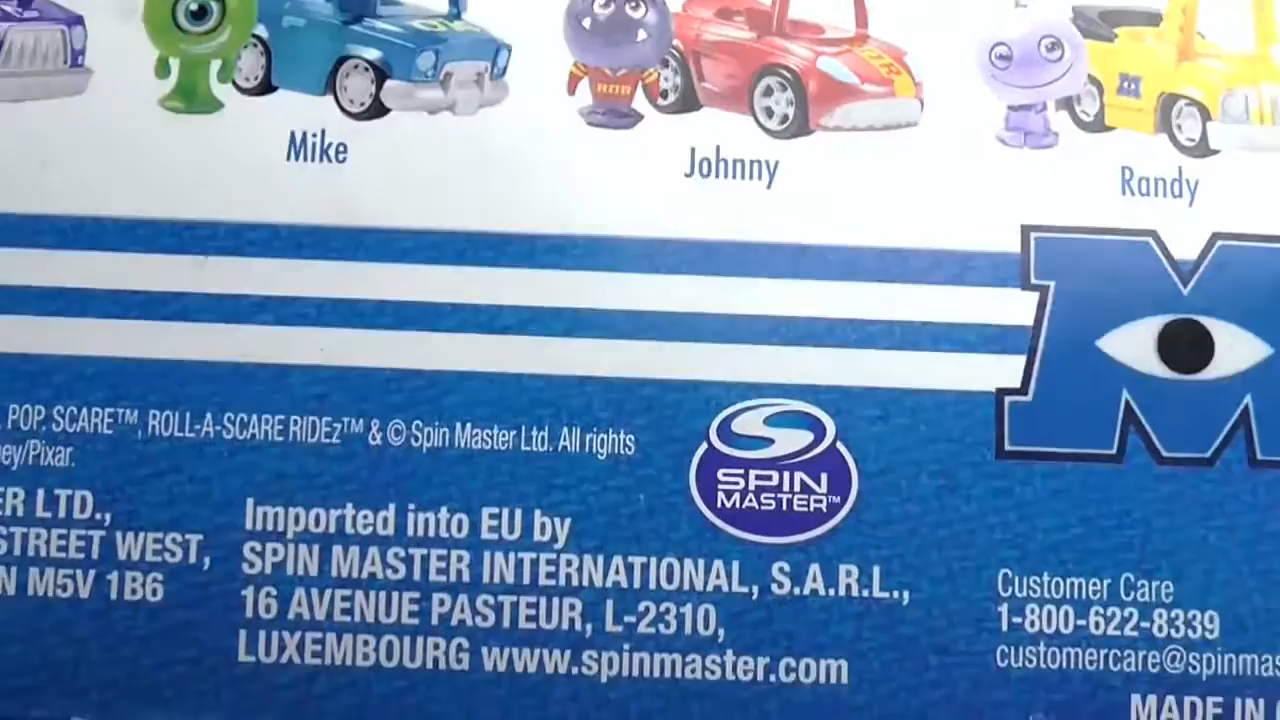 Mike
Johnny
Randy
ROR
POP. SCARE™, ROLL-A-SCARE RIDEz™ & © Spin Master Ltd. All rights
ey/Pixar.
SPIN
MASTER™
ER LTD.,
STREET WEST,
N M5V 1B6
Imported into EU by
SPIN MASTER INTERNATIONAL, S.A.R.L.,
16 AVENUE PASTEUR, L-2310,
LUXEMBOURG www.spinmaster.com
Customer Care
1-800-622-8339
customercare@spinmas
MADE IN